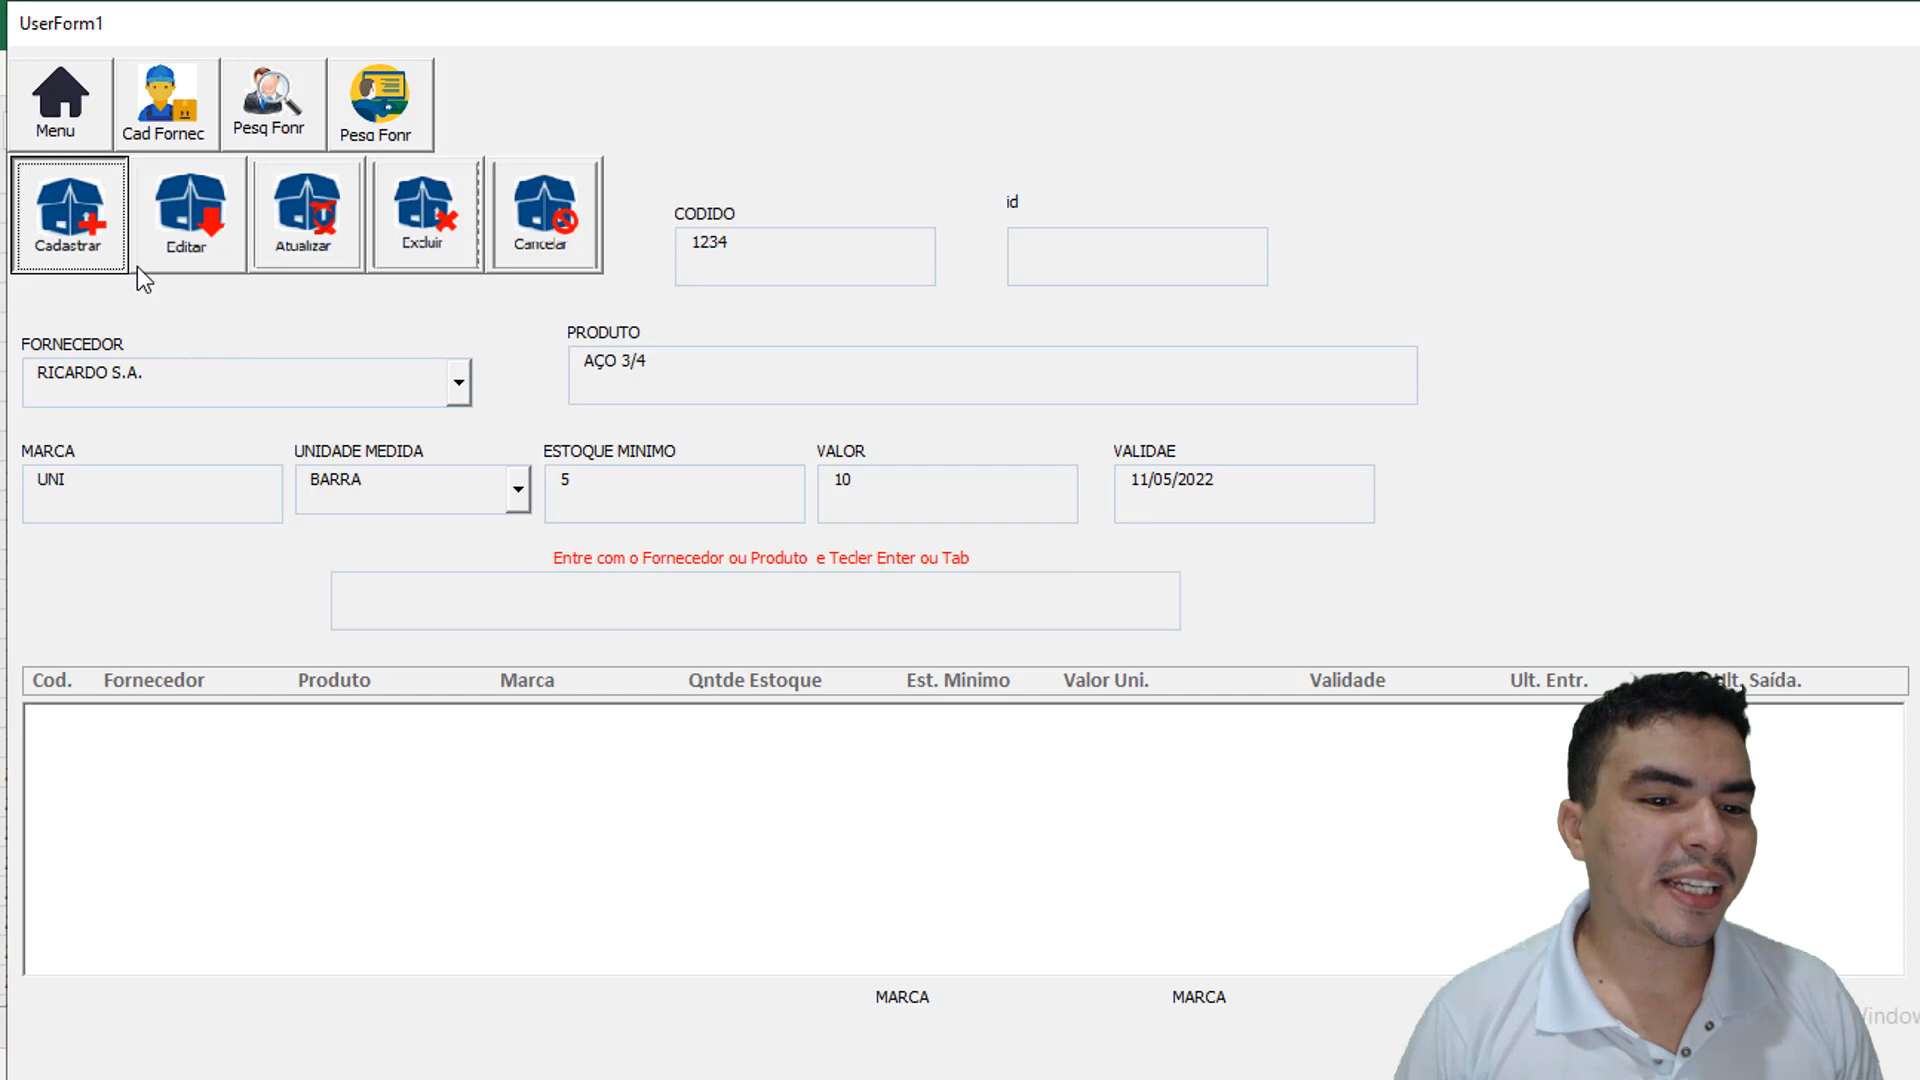 UserForm1
Menu
Cad Fornec
Pesq Fonr
Pesq Fonr
Cadastrar
Editar
Atualizar
Excluir
Cancelar
CODIDO
id
1234
FORNECEDOR
PRODUTO
RICARDO S.A.
AÇO 3/4
MARCA
UNIDADE MEDIDA
ESTOQUE MINIMO
VALOR
VALIDAE
UNI
BARRA
5
10
11/05/2022
Entre com o Fornecedor ou Produto e Tecler Enter ou Tab
Cod. Fornecedor Produto Marca Qntde Estoque Est. Minimo Valor Uni. Validade Ult. Entr. Ult. Saída.
MARCA
MARCA